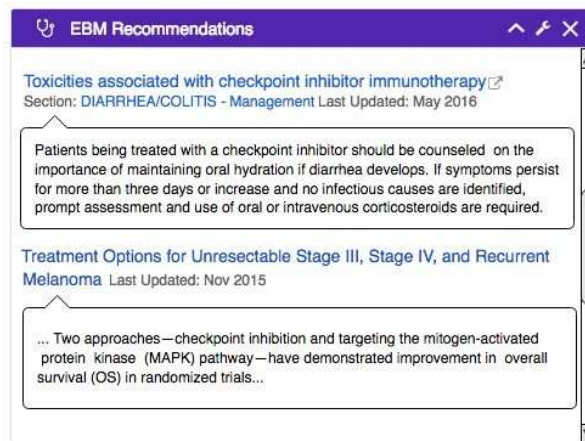 EBM Recommendations
Toxicities associated with checkpoint inhibitor immunotherapy
Section: DIARRHEA/COLITIS - Management Last Updated: May 2016
Patients being treated with a checkpoint inhibitor should be counseled on the
importance of maintaining oral hydration if diarrhea develops. If symptoms persist
for more than three days or increase and no infectious causes are identified,
prompt assessment and use of oral or intravenous corticosteroids are required.
Treatment Options for Unresectable Stage III, Stage IV, and Recurrent
Melanoma Last Updated: Nov 2015
... Two approaches—checkpoint inhibition and targeting the mitogen-activated
protein kinase (MAPK) pathway—have demonstrated improvement in overall
survival (OS) in randomized trials...